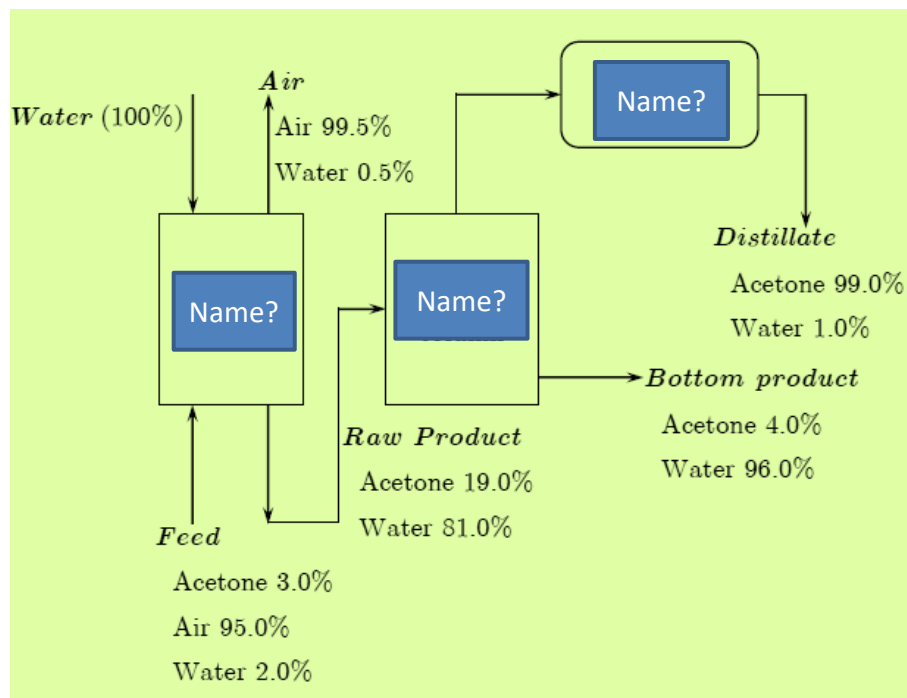 Water (100%)
Air
Air 99.5%
Water 0.5%
Name?
Name?
Name?
Distillate
Acetone 99.0%
Water 1.0%
Bottom product
Acetone 4.0%
Water 96.0%
Raw Product
Acetone 19.0%
Water 81.0%
Feed
Acetone 3.0%
Air 95.0%
Water 2.0%